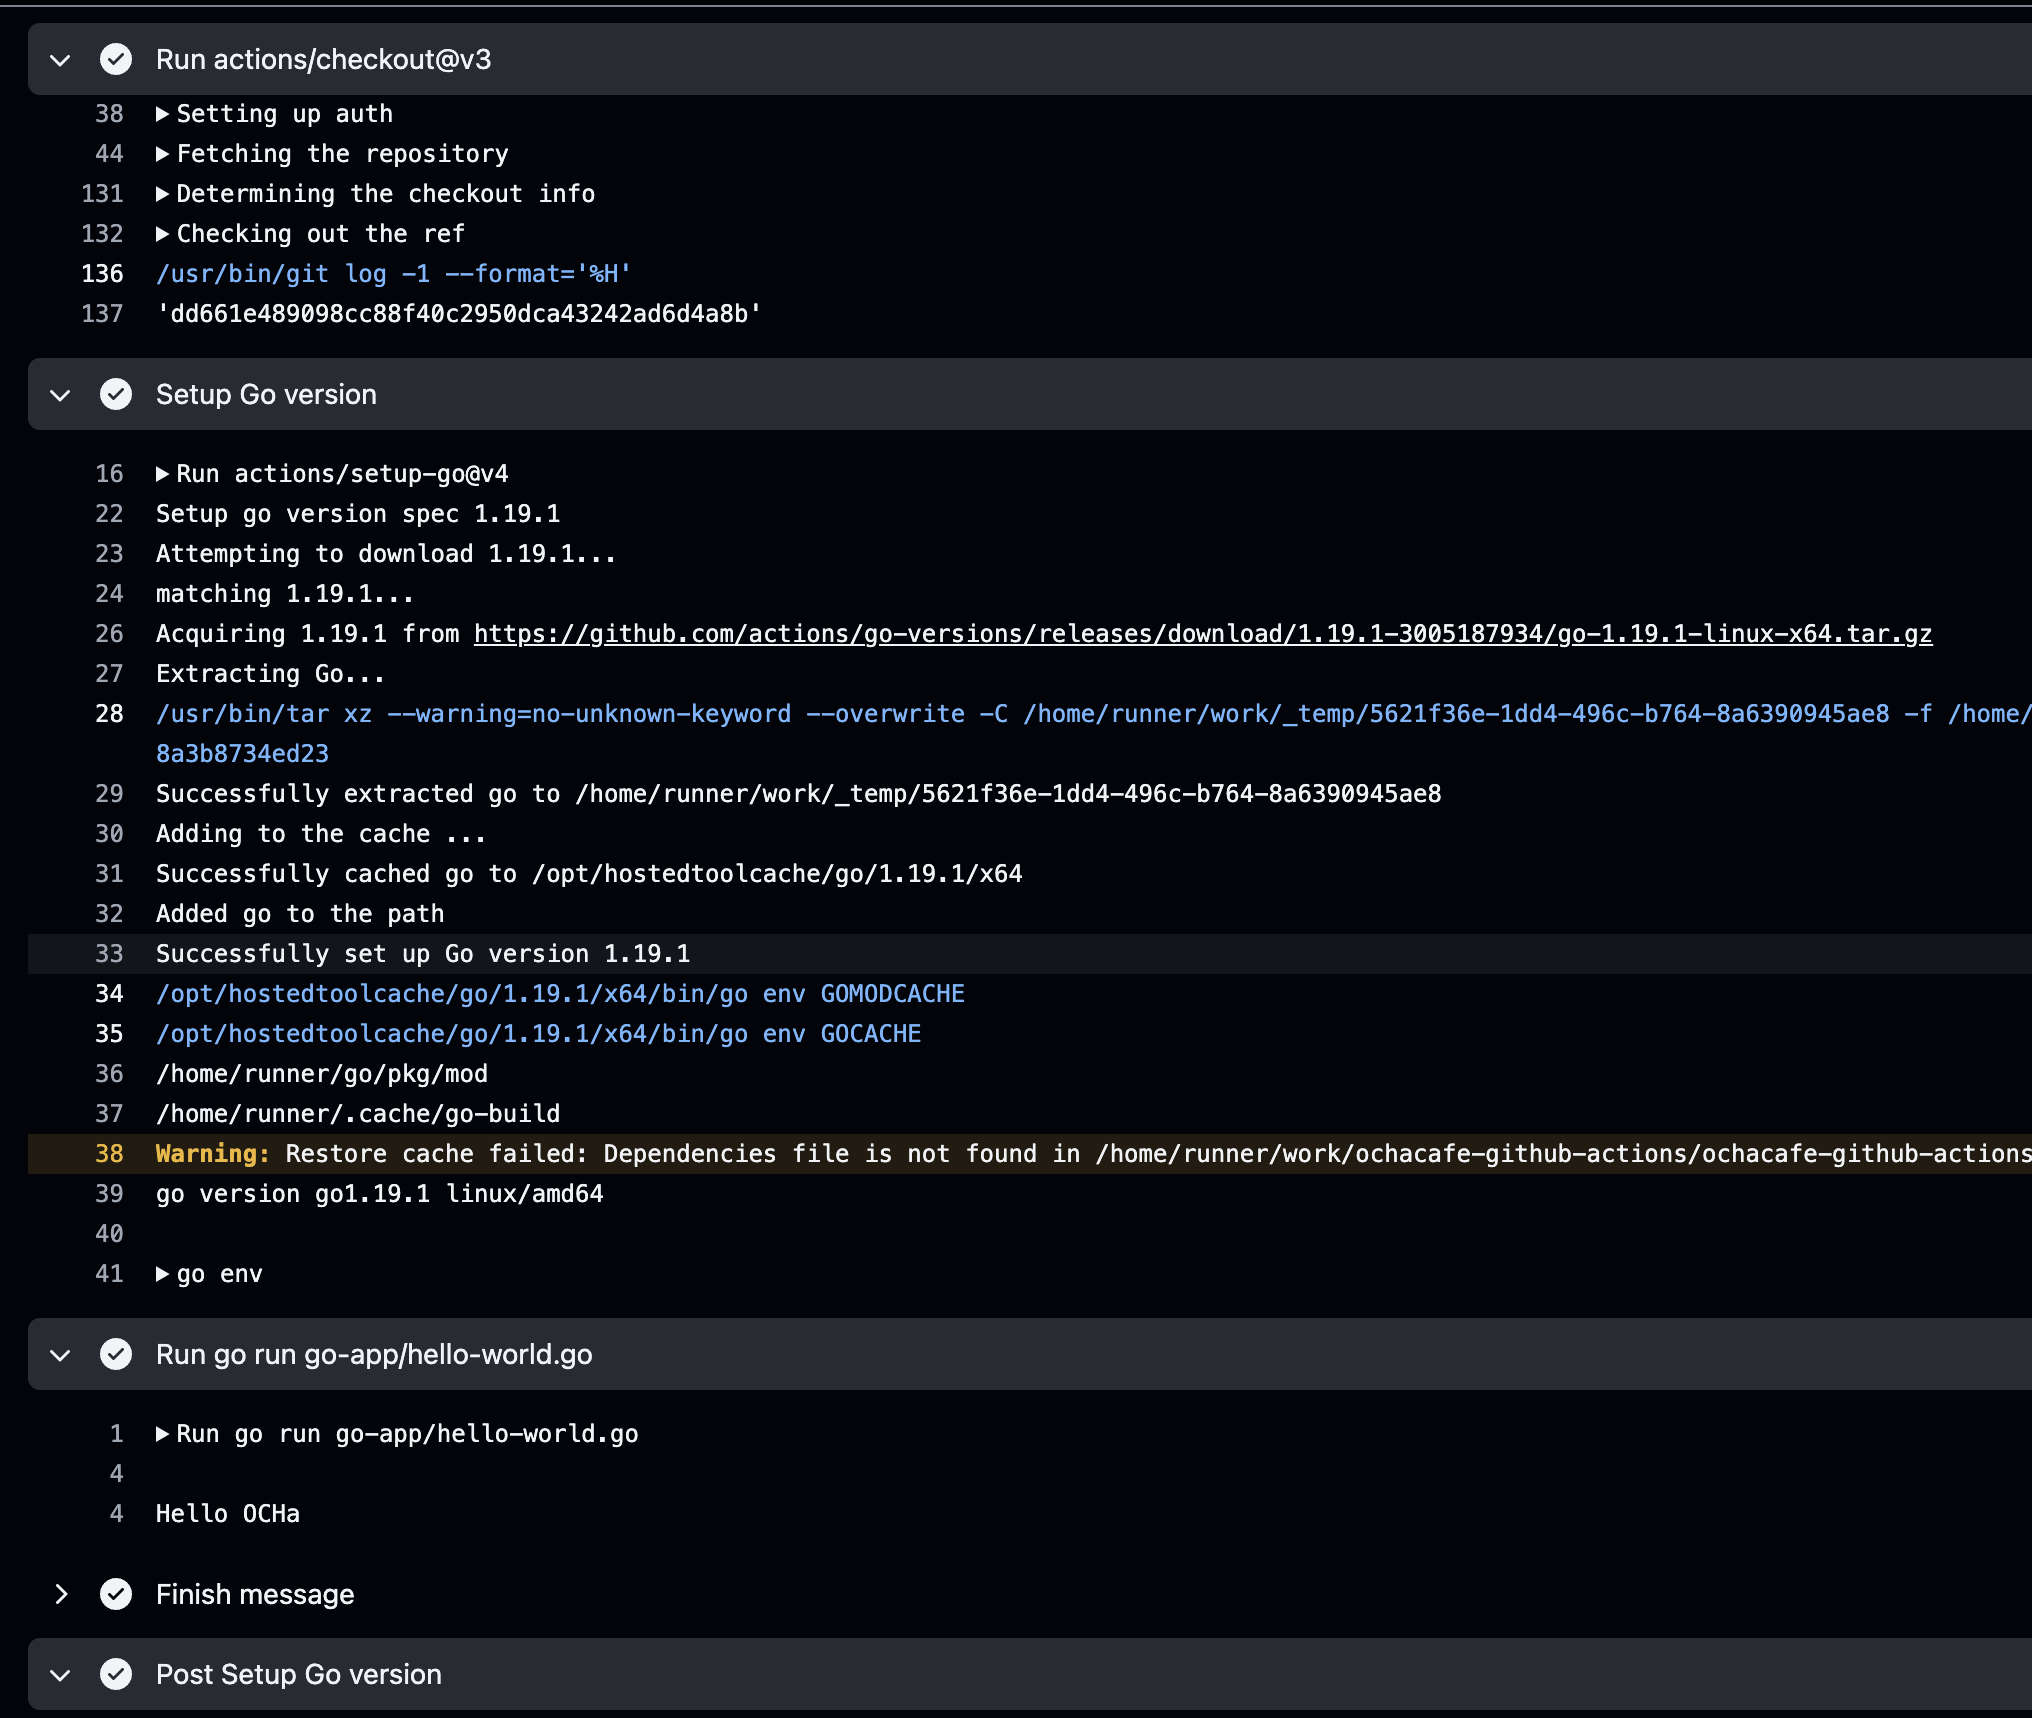 Run actions/checkout@v3
38 Setting up auth
44 Fetching the repository
131 Determining the checkout info
132 Checking out the ref
136 /usr/bin/git log -1 --format='%H'
137 'dd661e489098cc88f40c2950dca43242ad6d4a8b'
Setup Go version
16 Run actions/setup-go@v4
22 Setup go version spec 1.19.1
23 Attempting to download 1.19.1...
24 matching 1.19.1...
26 Acquiring 1.19.1 from https://github.com/actions/go-versions/releases/download/1.19.1-3005187934/go-1.19.1-linux-x64.tar.gz
27 Extracting Go...
28 /usr/bin/tar xz --warning=no-unknown-keyword --overwrite -C /home/runner/work/_temp/5621f36e-1dd4-496c-b764-8a6390945ae8 -f /home/
8a3b8734ed23
29 Successfully extracted go to /home/runner/work/_temp/5621f36e-1dd4-496c-b764-8a6390945ae8
30 Adding to the cache ...
31 Successfully cached go to /opt/hostedtoolcache/go/1.19.1/x64
32 Added go to the path
33 Successfully set up Go version 1.19.1
34 /opt/hostedtoolcache/go/1.19.1/x64/bin/go env GOMODCACHE
35 /opt/hostedtoolcache/go/1.19.1/x64/bin/go env GOCACHE
36 /home/runner/go/pkg/mod
37 /home/runner/.cache/go-build
38 Warning: Restore cache failed: Dependencies file is not found in /home/runner/work/ochacafe-github-actions/ochacafe-github-actions
39 go version go1.19.1 linux/amd64
40
41 go env
Run go run go-app/hello-world.go
1 Run go run go-app/hello-world.go
4
4 Hello OCHa
Finish message
Post Setup Go version